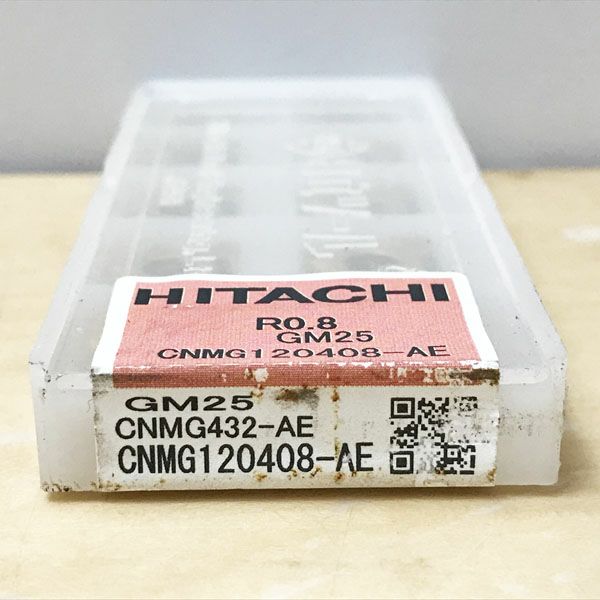 HITACHI
R0.8
GM25
CNMG120408-AE
GM25
CNMG432-AE
CNMG120408-AE